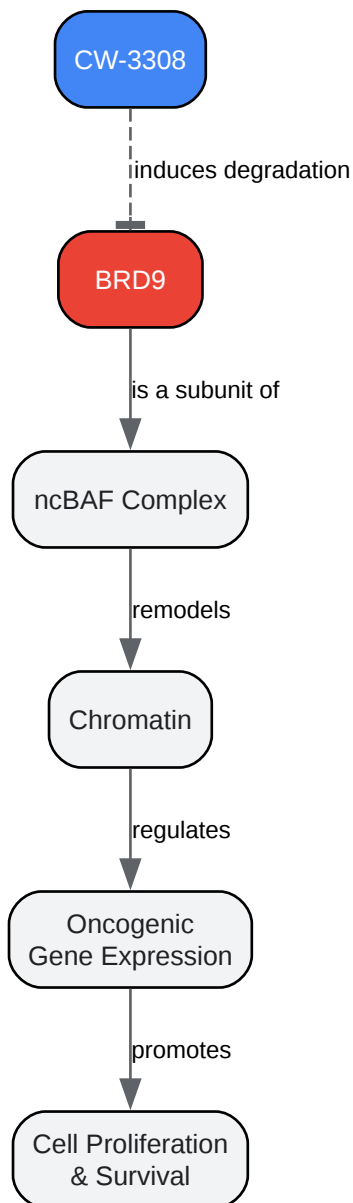 CW-3308
induces degradation
BRD9
is a subunit of
ncBAF Complex
remodels
Chromatin
regulates
Oncogenic
Gene Expression
promotes
Cell Proliferation
& Survival